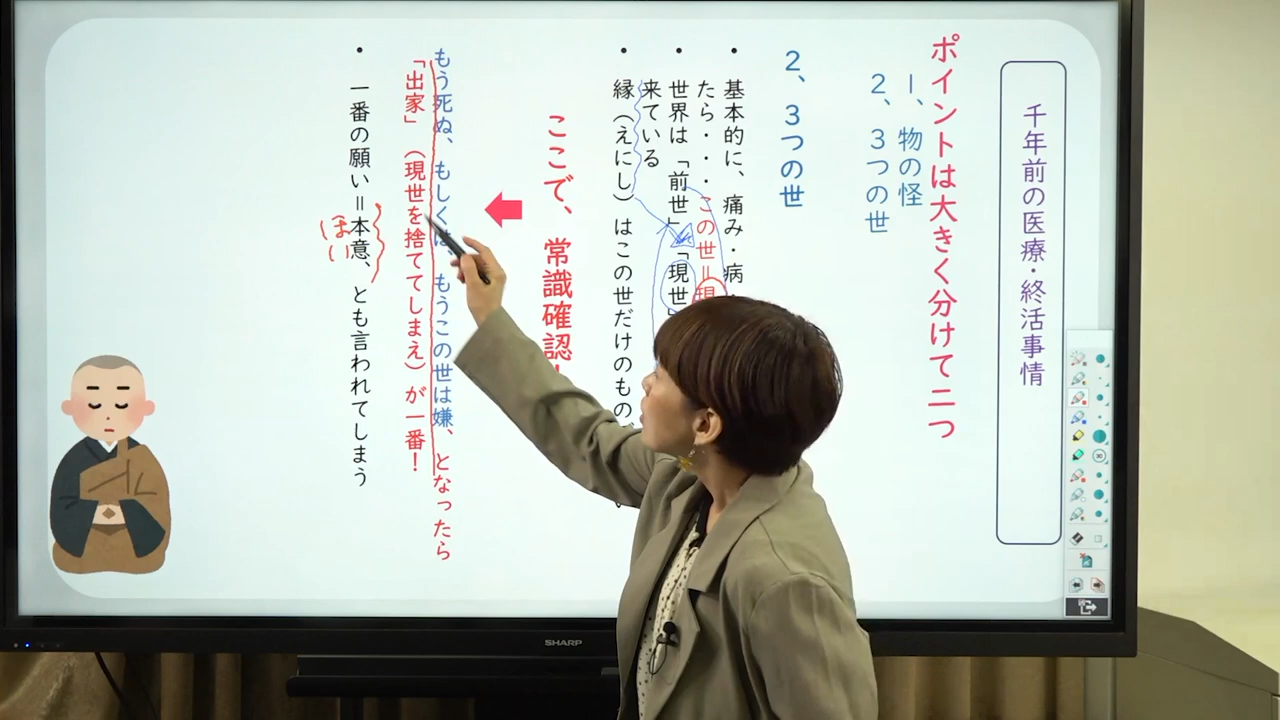 千年前の医療・終活事情
ポイントは大きく分けて二つ
１、物の怪
２、３つの世
２、３つの世
・基本的に、痛み・病
たら・・・この世＝現
・世界は「前世」「現世
来ている
・縁（えにし）はこの世だけのもの
ここで、常識確認！
もう死ぬ、もしくは、もうこの世は嫌、となったら
「出家」（現世を捨ててしまえ）が一番！
・一番の願い＝本意、とも言われてしまう
ほい
SHARP